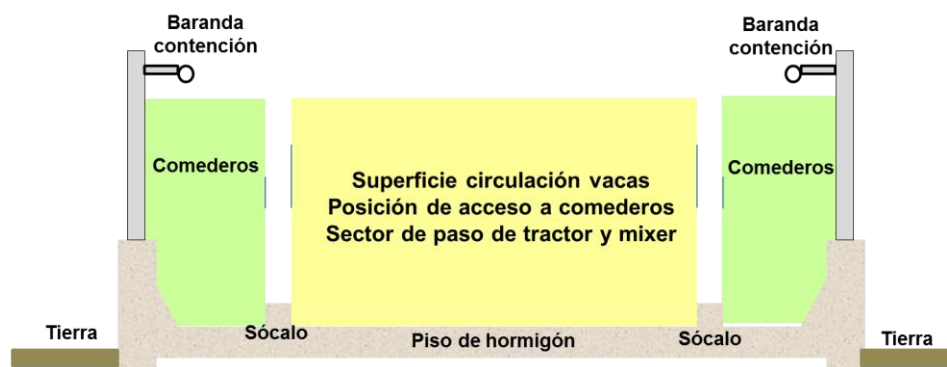 Baranda
contención
Baranda
contención
Comederos
Superficie circulación vacas
Posición de acceso a comederos
Sector de paso de tractor y mixer
Comederos
Tierra
Sócalo
Piso de hormigón
Sócalo
Tierra